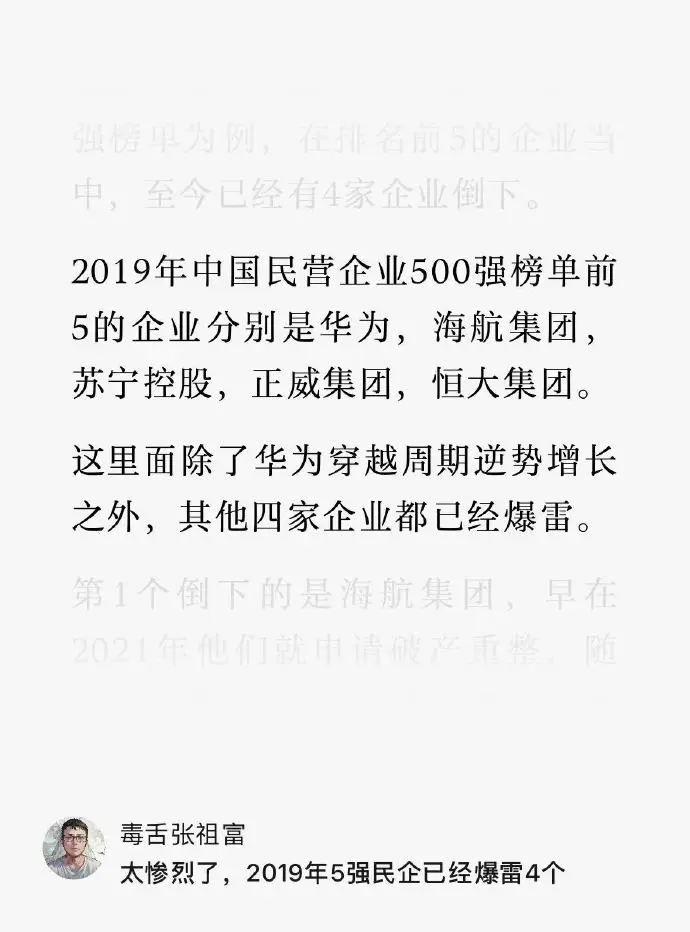 强榜单为例，在排名前5的企业当
中，至今已经有4家企业倒下。
2019年中国民营企业500强榜单前
5的企业分别是华为，海航集团，
苏宁控股，正威集团，恒大集团。
这里面除了华为穿越周期逆势增长
之外，其他四家企业都已经爆雷。
第1个倒下的是海航集团，早在
2021年他们就申请破产重整，随
毒舌张祖富
太惨烈了，2019年5强民企已经爆雷4个